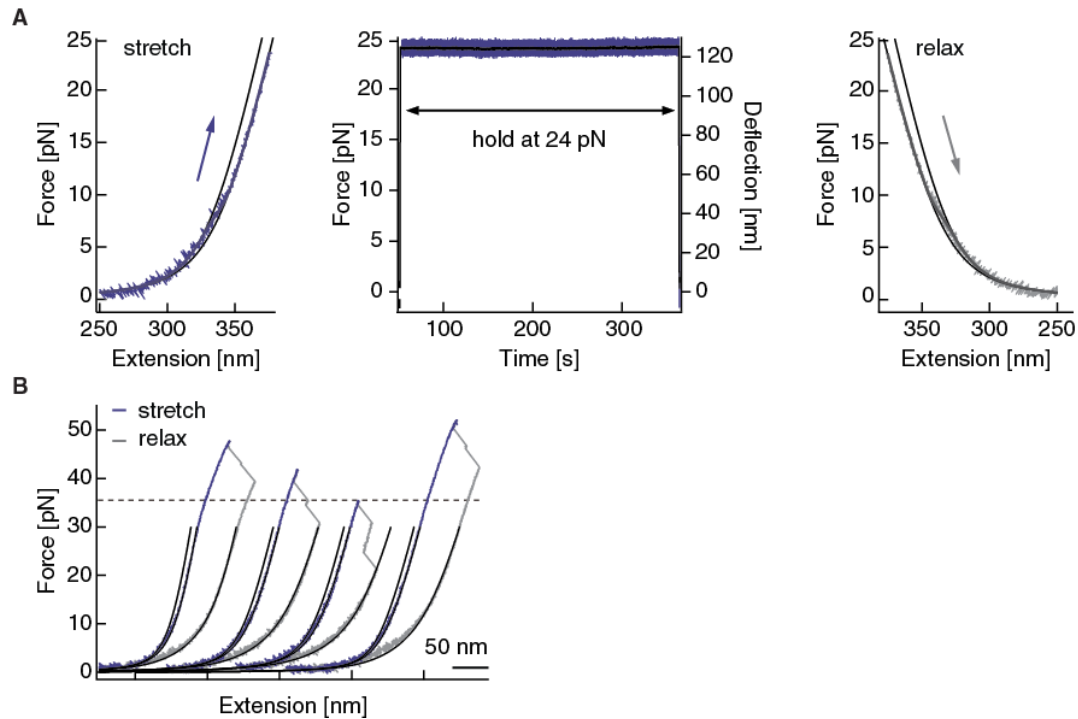 A
stretch
25
20
15
10
5
0
Force [pN]
250 300 350
Extension [nm]
25
20
15
10
5
0
Force [pN]
hold at 24 pN
120
100
80
60
40
20
0
Deflection [nm]
100 200 300
Time [s]
relax
25
20
15
10
5
0
Force [pN]
350 300 250
Extension [nm]
B
stretch
relax
50
40
30
20
10
0
Force [pN]
50 nm
Extension [nm]